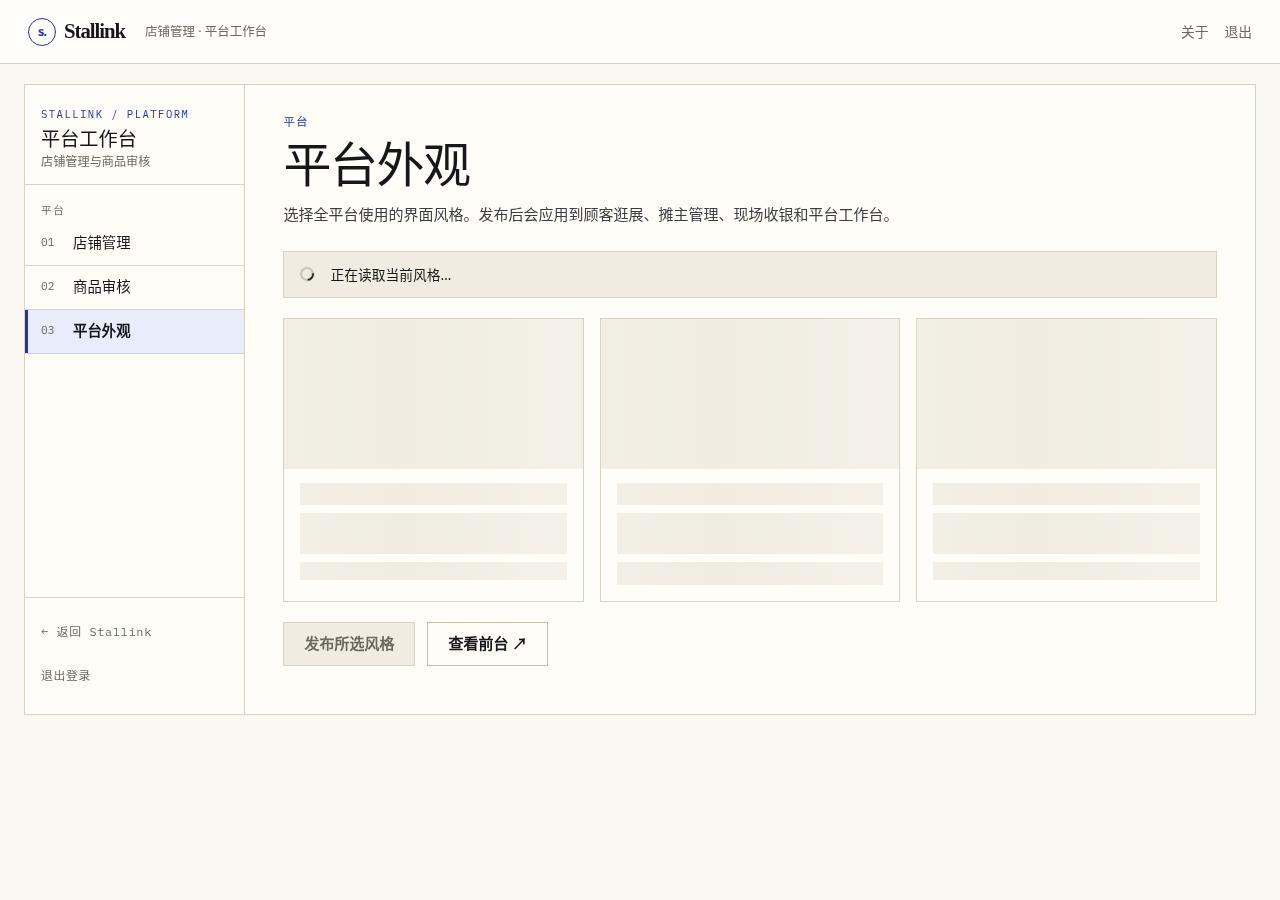 s. Stallink 店铺管理 · 平台工作台 关于 退出
STALLINK / PLATFORM
平台工作台
店铺管理与商品审核
平台
01 店铺管理
02 商品审核
03 平台外观
← 返回 Stallink
退出登录
平台
平台外观
选择全平台使用的界面风格。发布后会应用到顾客逛展、摊主管理、现场收银和平台工作台。
正在读取当前风格…
发布所选风格 查看前台 ↗